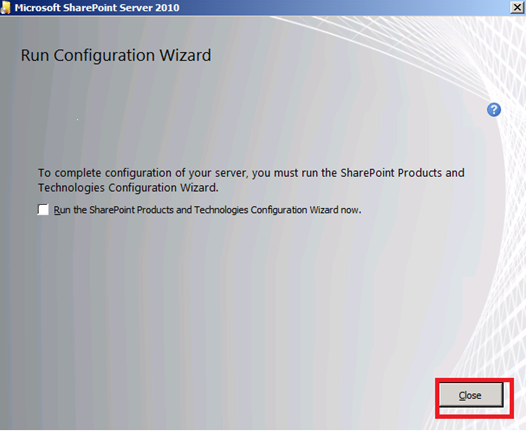 Microsoft SharePoint Server 2010
Run Configuration Wizard
?
To complete configuration of your server, you must run the SharePoint Products and
Technologies Configuration Wizard.
Run the SharePoint Products and Technologies Configuration Wizard now.
Close